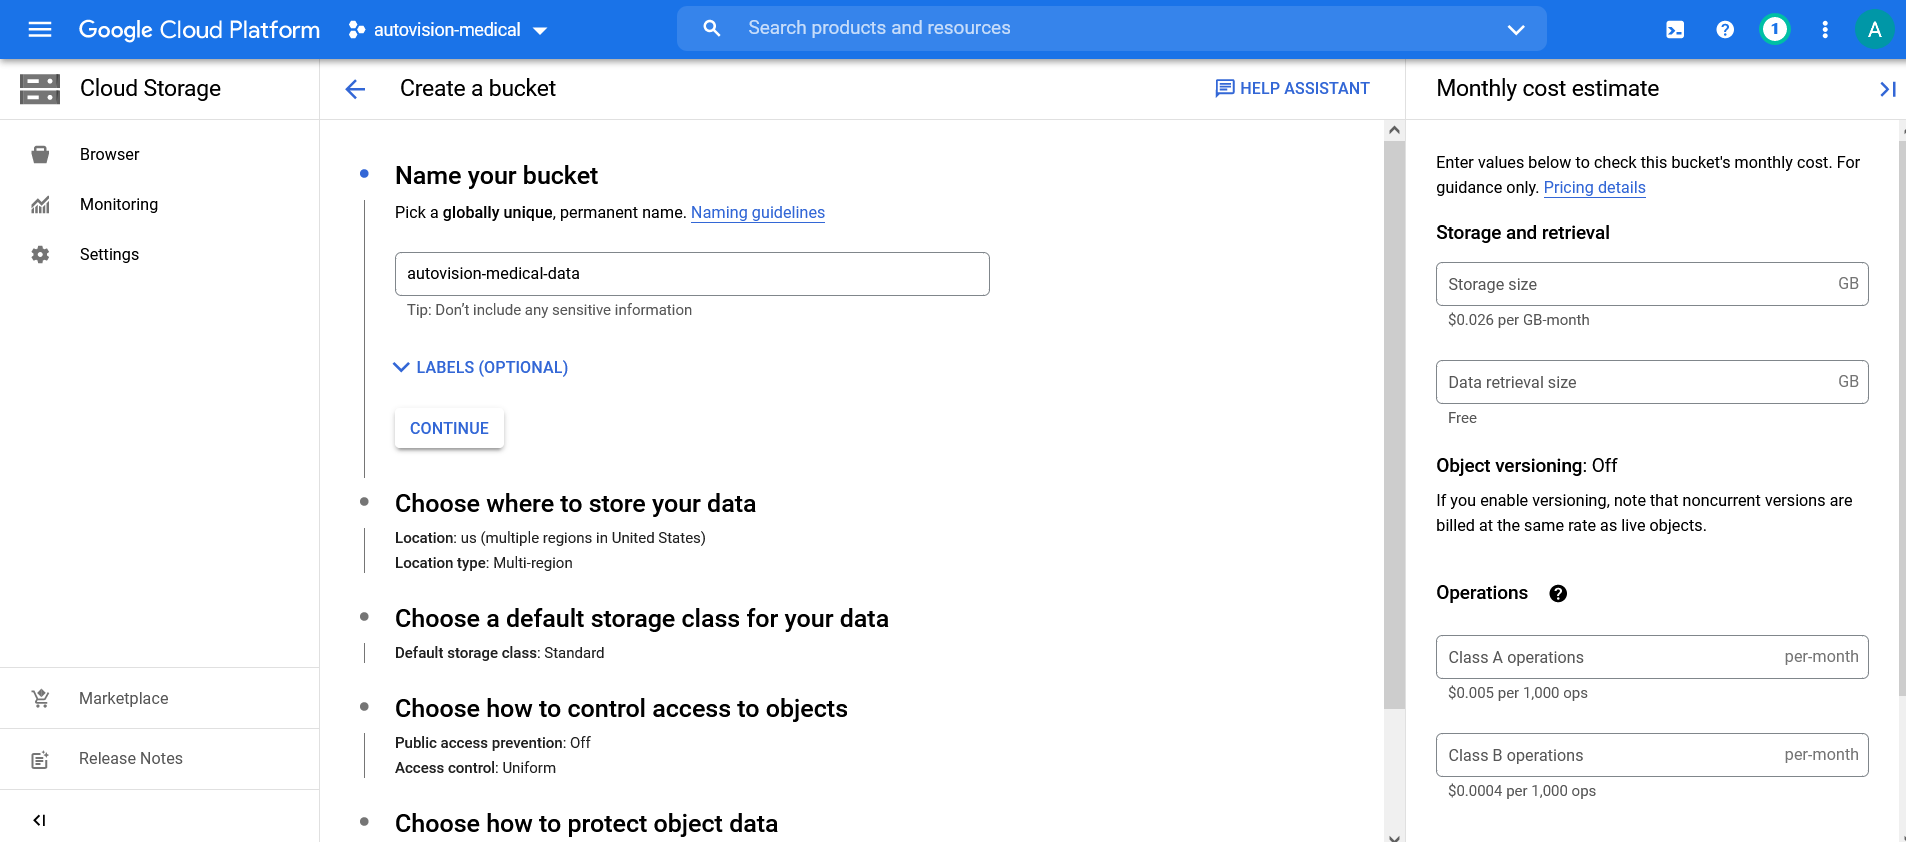 Google Cloud Platform
autovision-medical
Search products and resources
1
A
Cloud Storage
Browser
Monitoring
Settings
Marketplace
Release Notes
Create a bucket
HELP ASSISTANT
Name your bucket
Pick a globally unique, permanent name. Naming guidelines
autovision-medical-data
Tip: Don’t include any sensitive information
LABELS (OPTIONAL)
CONTINUE
Choose where to store your data
Location: us (multiple regions in United States)
Location type: Multi-region
Choose a default storage class for your data
Default storage class: Standard
Choose how to control access to objects
Public access prevention: Off
Access control: Uniform
Choose how to protect object data
Monthly cost estimate
Enter values below to check this bucket's monthly cost. For
guidance only. Pricing details
Storage and retrieval
Storage size GB
$0.026 per GB-month
Data retrieval size GB
Free
Object versioning: Off
If you enable versioning, note that noncurrent versions are
billed at the same rate as live objects.
Operations
Class A operations per-month
$0.005 per 1,000 ops
Class B operations per-month
$0.0004 per 1,000 ops